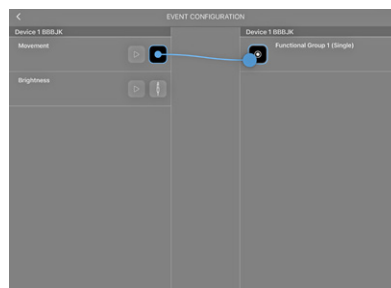 EVENT CONFIGURATION
Device 1 BBBJK
Device 1 BBBJK
Movement
Functional Group 1 (Single)
Brightness